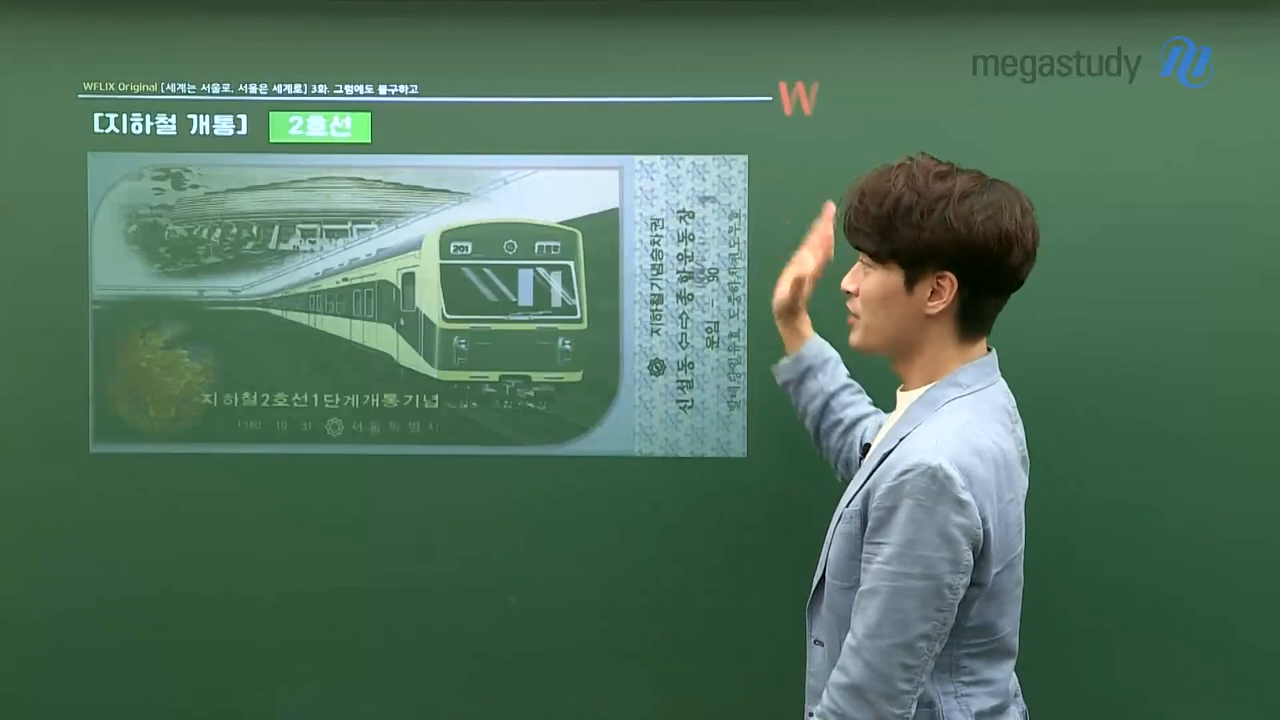 megastudy
WFLIX Original [세계는 서울로, 서울은 세계로] 3화. 그럼에도 불구하고
W
[지하철 개통] 2호선
201
지하철2호선1단계개통기념
1980. 10. 31 서울특별시
지하철기념승차권
신설동 ⇔ 종합운동장
운임 - 90